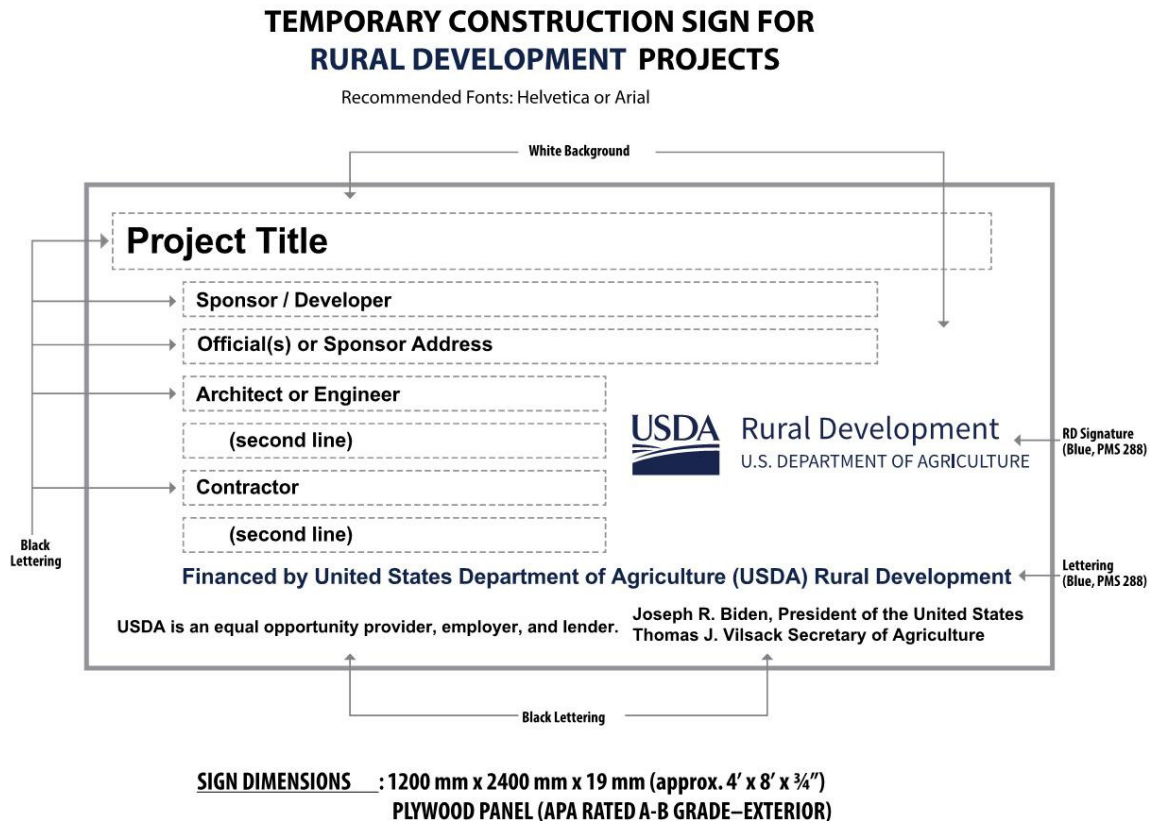 TEMPORARY CONSTRUCTION SIGN FOR
RURAL DEVELOPMENT PROJECTS
Recommended Fonts: Helvetica or Arial
White Background
Project Title
Sponsor / Developer
Official(s) or Sponsor Address
Architect or Engineer
(second line)
Contractor
(second line)
USDA
Rural Development
U.S. DEPARTMENT OF AGRICULTURE
RD Signature
(Blue, PMS 288)
Black
Lettering
Financed by United States Department of Agriculture (USDA) Rural Development
Lettering
(Blue, PMS 288)
USDA is an equal opportunity provider, employer, and lender.
Joseph R. Biden, President of the United States
Thomas J. Vilsack Secretary of Agriculture
Black Lettering
SIGN DIMENSIONS : 1200 mm x 2400 mm x 19 mm (approx. 4′ x 8′ x ¾″)
PLYWOOD PANEL (APA RATED A-B GRADE–EXTERIOR)